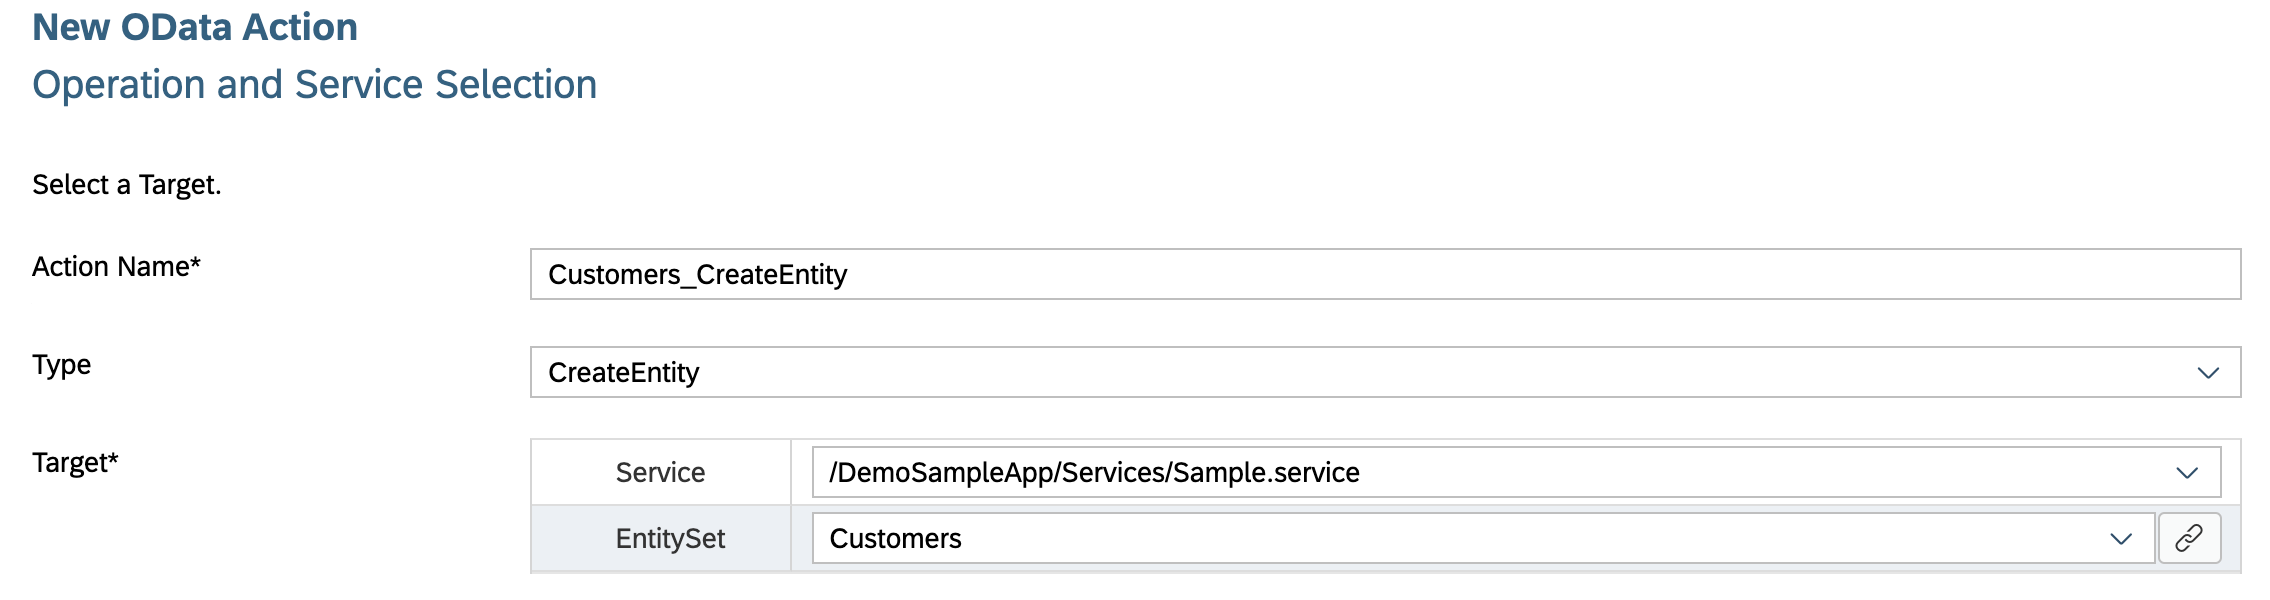 New OData Action
Operation and Service Selection
Select a Target.
Action Name*
Customers_CreateEntity
Type
CreateEntity
Target*
Service
/DemoSampleApp/Services/Sample.service
EntitySet
Customers